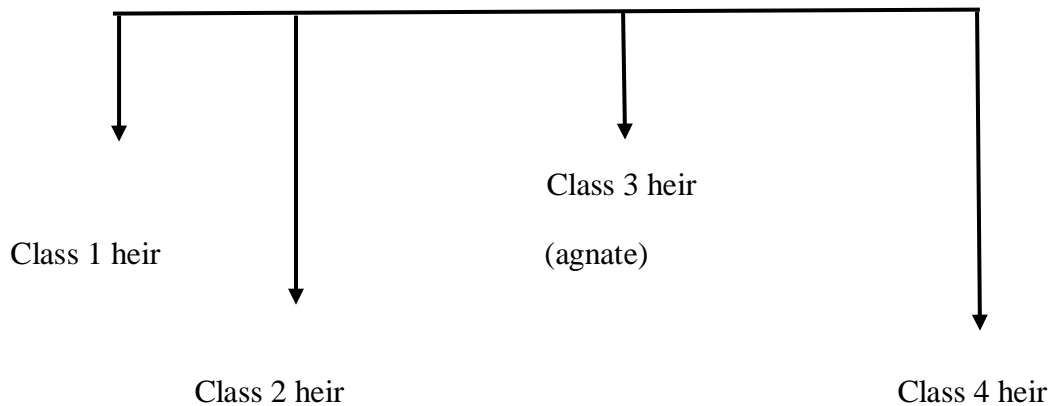 Class 3 heir
Class 1 heir
(agnate)
Class 2 heir
Class 4 heir